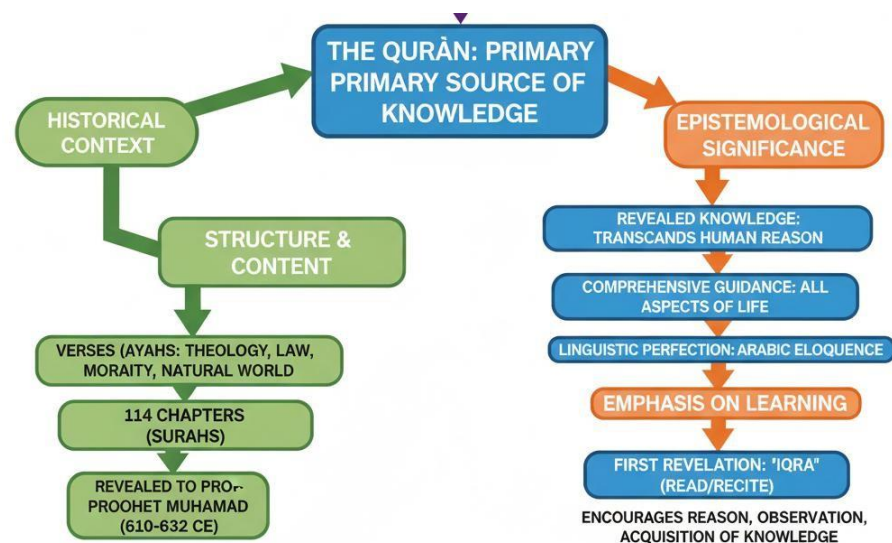 THE QURÀN: PRIMARY
PRIMARY SOURCE OF
KNOWLEDGE
HISTORICAL
CONTEXT
STRUCTURE &
CONTENT
VERSES (AYAHS: THEOLOGY, LAW,
MORAITY, NATURAL WORLD
114 CHAPTERS
(SURAHS)
REVEALED TO PROF-
PROOHET MUHAMAD
(610-632 CE)
EPISTEMOLOGICAL
SIGNIFICANCE
REVEALED KNOWLEDGE:
TRANSCANDS HUMAN REASON
COMPREHENSIVE GUIDANCE: ALL
ASPECTS OF LIFE
LINGUISTIC PERFECTION: ARABIC ELOQUENCE
EMPHASIS ON LEARNING
FIRST REVELATION: "IQRA"
(READ/RECITE)
ENCOURAGES REASON, OBSERVATION,
ACQUISATION OF KNOWLEDGE